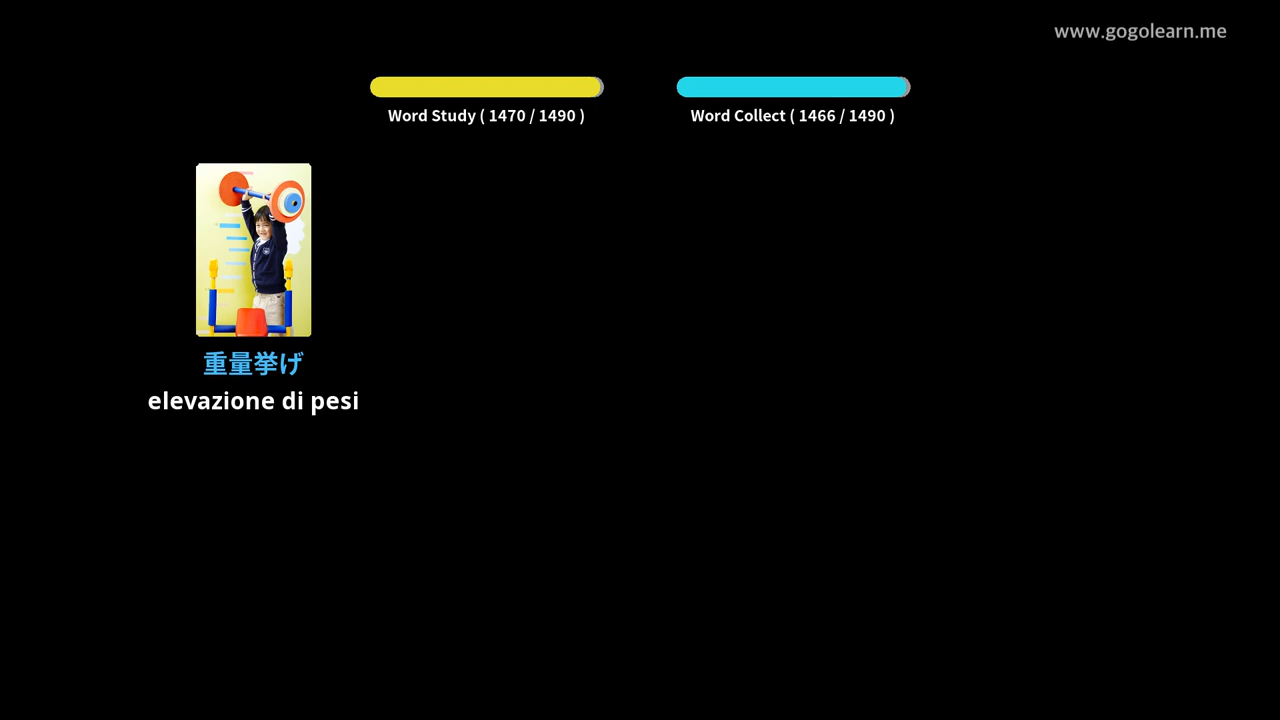 www.gogolearn.me
Word Study ( 1470 / 1490 )
Word Collect ( 1466 / 1490 )
重量挙げ
elevazione di pesi